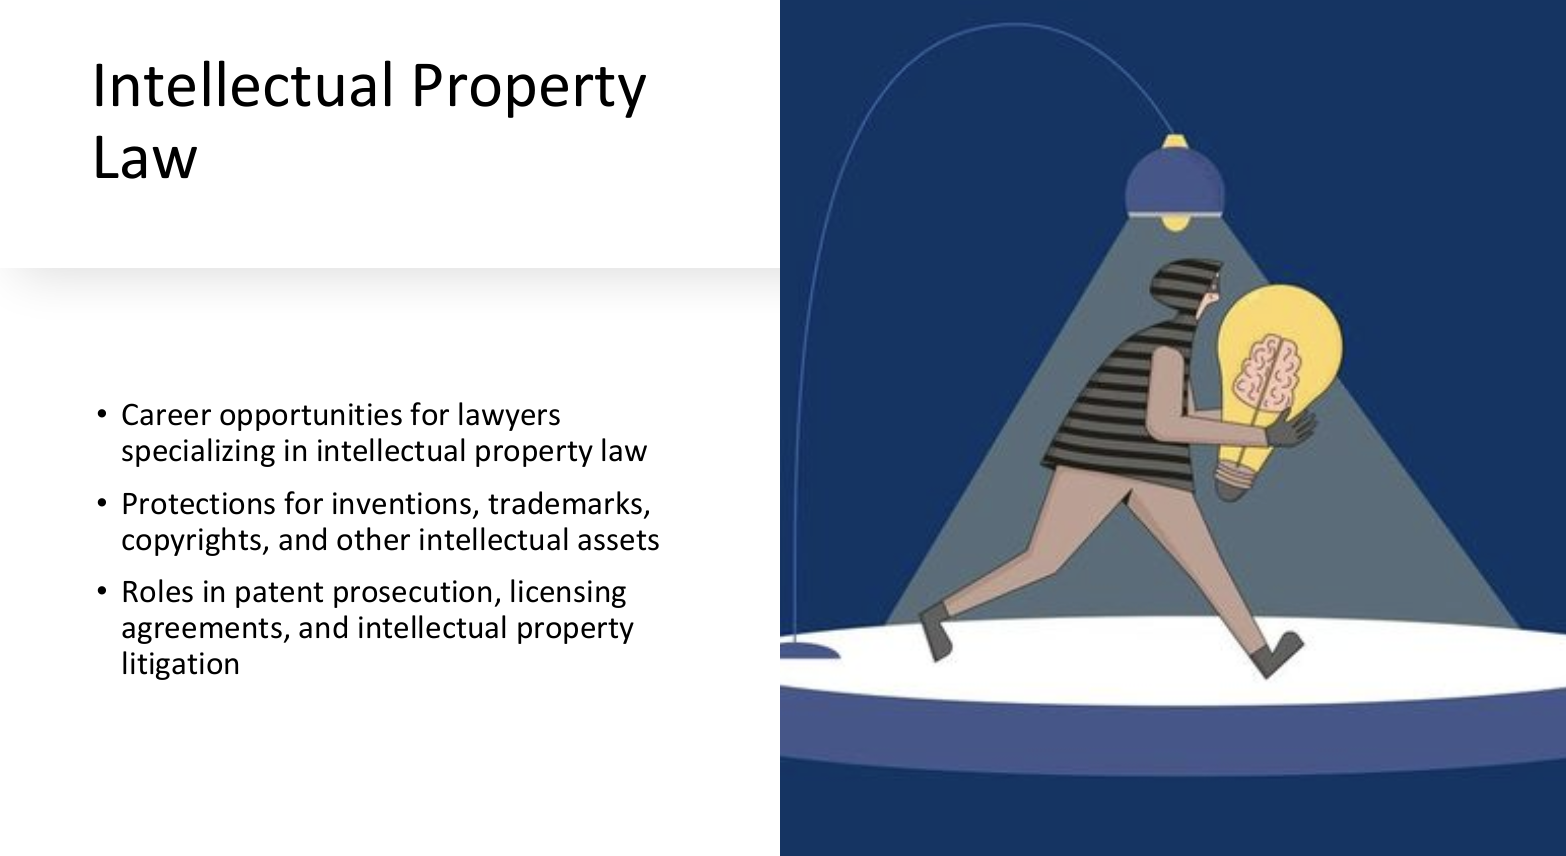 Intellectual Property
Law
• Career opportunities for lawyers
specializing in intellectual property law
• Protections for inventions, trademarks,
copyrights, and other intellectual assets
• Roles in patent prosecution, licensing
agreements, and intellectual property
litigation